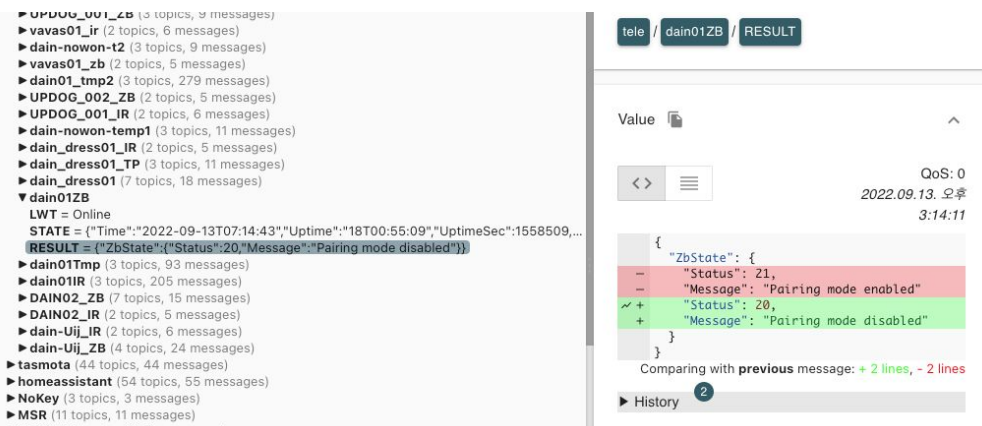 ▶ UPDOG_001_ZB (3 topics, 9 messages)
▶ vavas01_ir (2 topics, 6 messages)
▶ dain-nowon-t2 (3 topics, 9 messages)
▶ vavas01_zb (2 topics, 5 messages)
▶ dain01_tmp2 (3 topics, 279 messages)
▶ UPDOG_002_ZB (2 topics, 5 messages)
▶ UPDOG_001_IR (2 topics, 6 messages)
▶ dain-nowon-temp1 (3 topics, 11 messages)
▶ dain_dress01_IR (2 topics, 5 messages)
▶ dain_dress01_TP (3 topics, 11 messages)
▶ dain_dress01 (7 topics, 18 messages)
▼ dain01ZB
LWT = Online
STATE = {"Time":"2022-09-13T07:14:43","Uptime":"18T00:55:09","UptimeSec":1558509,...
RESULT = {"ZbState":{"Status":20,"Message":"Pairing mode disabled"}}
▶ dain01Tmp (3 topics, 93 messages)
▶ dain01IR (3 topics, 205 messages)
▶ DAIN02_ZB (7 topics, 15 messages)
▶ DAIN02_IR (2 topics, 5 messages)
▶ dain-Uij_IR (2 topics, 6 messages)
▶ dain-Uij_ZB (4 topics, 24 messages)
▶ tasmota (44 topics, 44 messages)
▶ homeassistant (54 topics, 55 messages)
▶ NoKey (3 topics, 3 messages)
▶ MSR (11 topics, 11 messages)
tele / dain01ZB / RESULT
Value
QoS: 0
2022.09.13. 오후
3:14:11
{
"ZbState": {
- "Status": 21,
- "Message": "Pairing mode enabled"
+ "Status": 20,
+ "Message": "Pairing mode disabled"
}
}
Comparing with previous message: + 2 lines, - 2 lines
▶ History 2